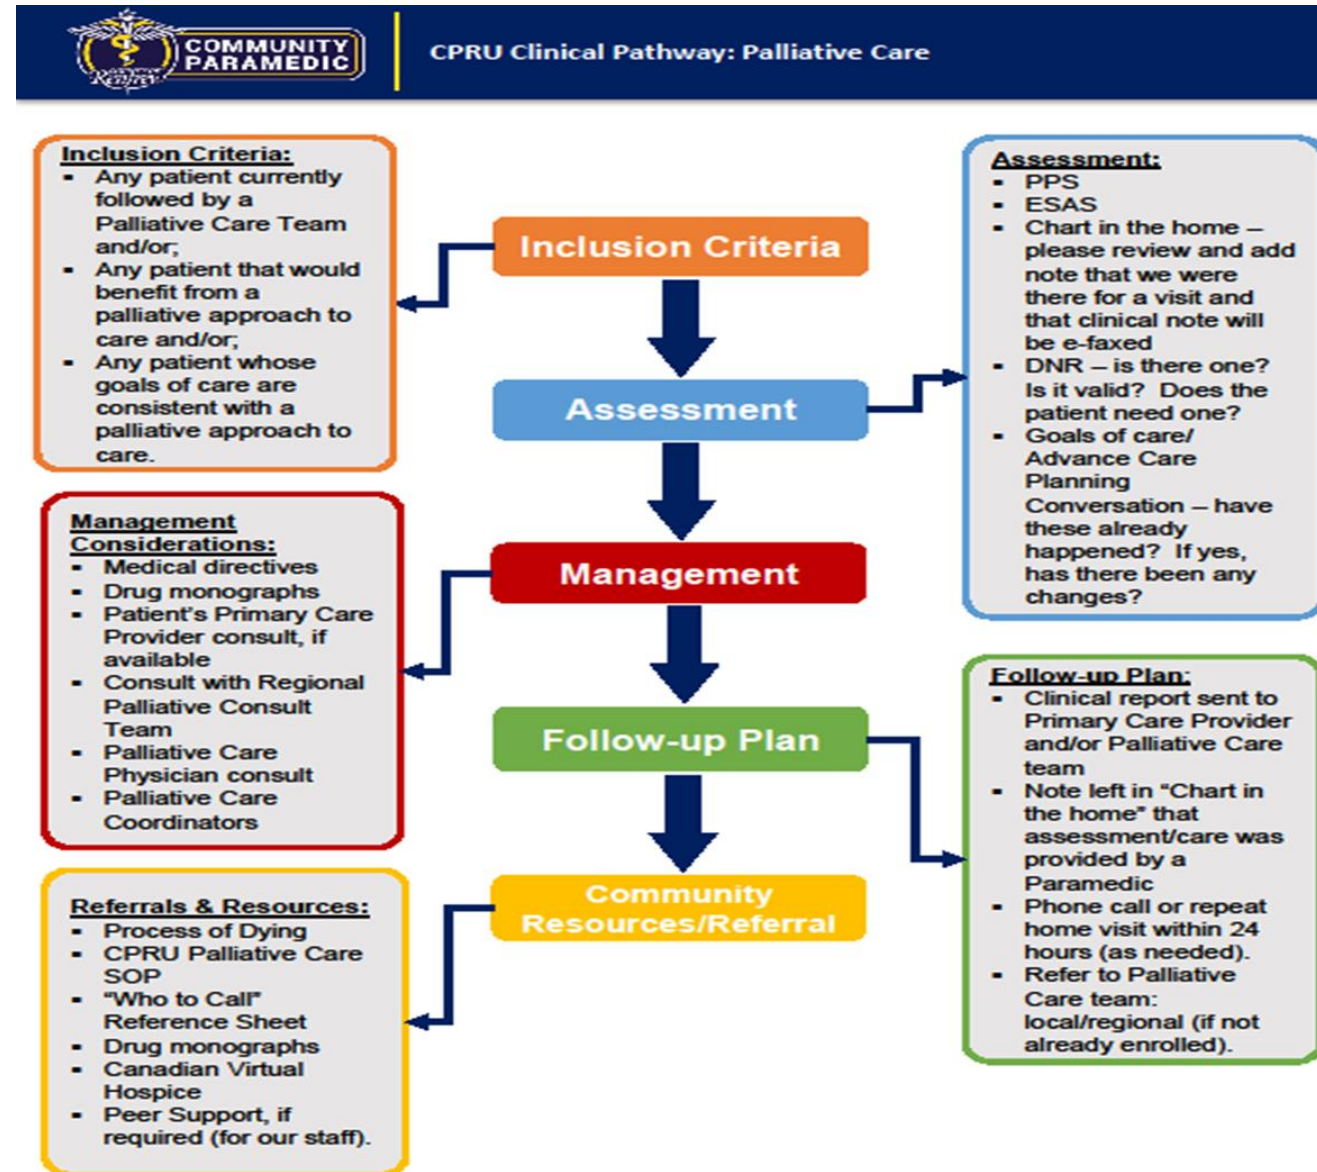 COMMUNITY
PARAMEDIC
Renfrew
CPRU Clinical Pathway: Palliative Care
Inclusion Criteria:
▪ Any patient currently
followed by a
Palliative Care Team
and/or;
▪ Any patient that would
benefit from a
palliative approach to
care and/or;
▪ Any patient whose
goals of care are
consistent with a
palliative approach to
care.
Inclusion Criteria
Assessment:
▪ PPS
▪ ESAS
▪ Chart in the home –
please review and add
note that we were
there for a visit and
that clinical note will
be e-faxed
▪ DNR – is there one?
Is it valid?  Does the
patient need one?
▪ Goals of care/
Advance Care
Planning
Conversation – have
these already
happened?  If yes,
has there been any
changes?
Assessment
Management
Considerations:
▪ Medical directives
▪ Drug monographs
▪ Patient's Primary Care
Provider consult, if
available
▪ Consult with Regional
Palliative Consult
Team
▪ Palliative Care
Physician consult
▪ Palliative Care
Coordinators
Management
Follow-up Plan
Follow-up Plan:
▪ Clinical report sent to
Primary Care Provider
and/or Palliative Care
team
▪ Note left in “Chart in
the home” that
assessment/care was
provided by a
Paramedic
▪ Phone call or repeat
home visit within 24
hours (as needed).
▪ Refer to Palliative
Care team:
local/regional (if not
already enrolled).
Referrals & Resources:
▪ Process of Dying
▪ CPRU Palliative Care
SOP
▪ “Who to Call”
Reference Sheet
▪ Drug monographs
▪ Canadian Virtual
Hospice
▪ Peer Support, if
required (for our staff).
Community
Resources/Referral